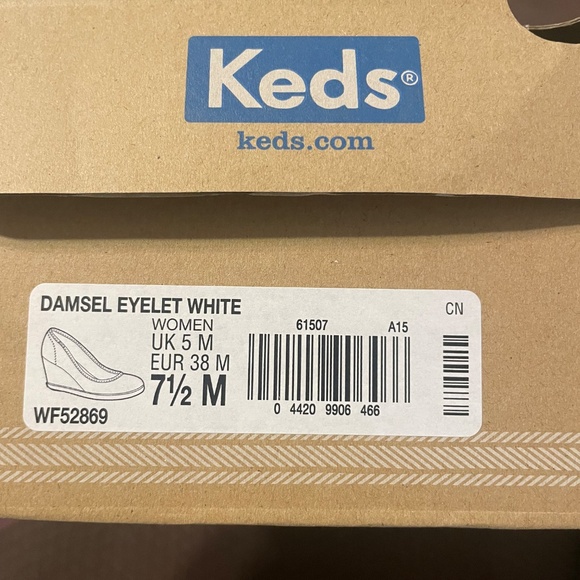 Keds®
keds.com
DAMSEL EYELET WHITE
CN
WOMEN
61507
A15
UK 5 M
EUR 38 M
7½ M
0 4420 9906 466
WF52869